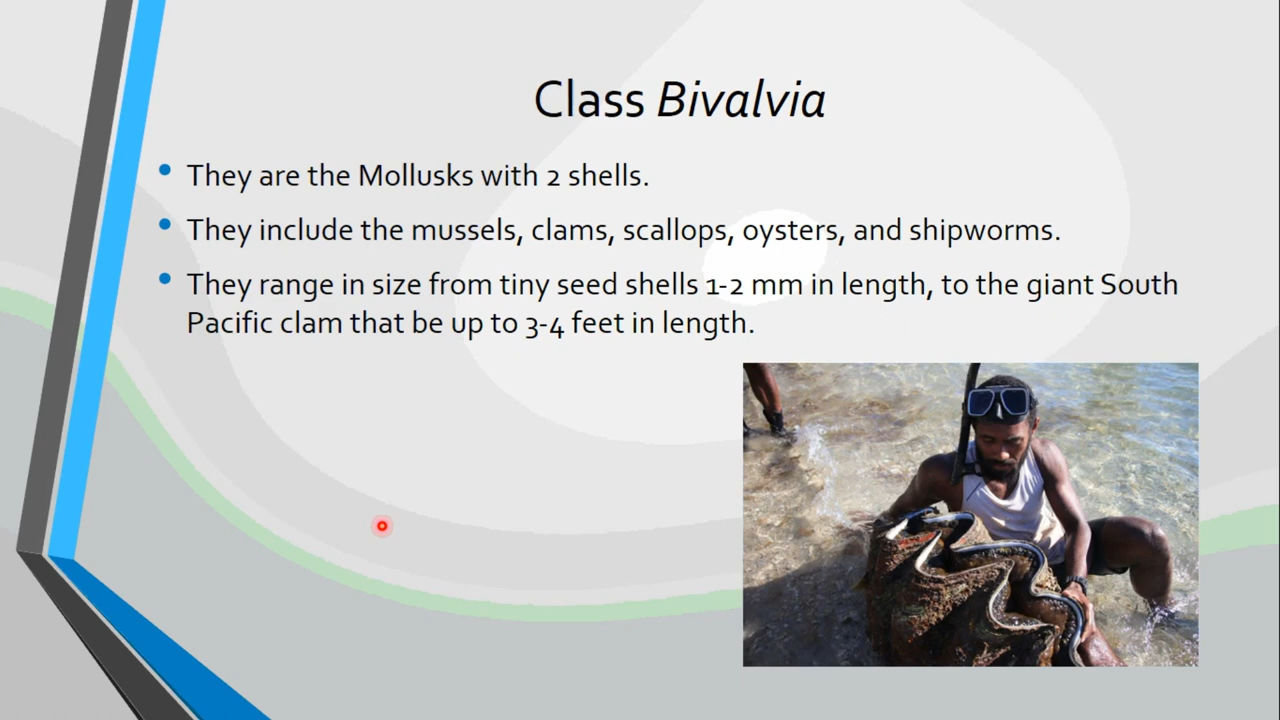 Class Bivalvia
They are the Mollusks with 2 shells.
They include the mussels, clams, scallops, oysters, and shipworms.
They range in size from tiny seed shells 1-2 mm in length, to the giant South
Pacific clam that be up to 3-4 feet in length.